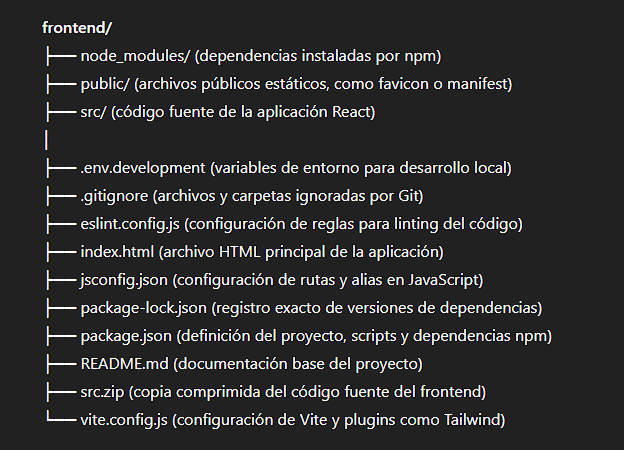 frontend/
├── node_modules/ (dependencias instaladas por npm)
├── public/ (archivos públicos estáticos, como favicon o manifest)
├── src/ (código fuente de la aplicación React)
│
├── .env.development (variables de entorno para desarrollo local)
├── .gitignore (archivos y carpetas ignoradas por Git)
├── eslint.config.js (configuración de reglas para linting del código)
├── index.html (archivo HTML principal de la aplicación)
├── jsconfig.json (configuración de rutas y alias en JavaScript)
├── package-lock.json (registro exacto de versiones de dependencias)
├── package.json (definición del proyecto, scripts y dependencias npm)
├── README.md (documentación base del proyecto)
├── src.zip (copia comprimida del código fuente del frontend)
└── vite.config.js (configuración de Vite y plugins como Tailwind)